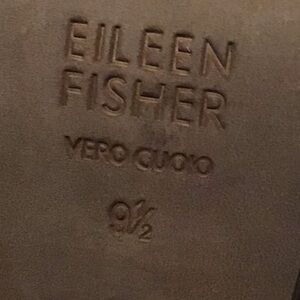 EILEEN
FISHER
VERO CUOIO
9½